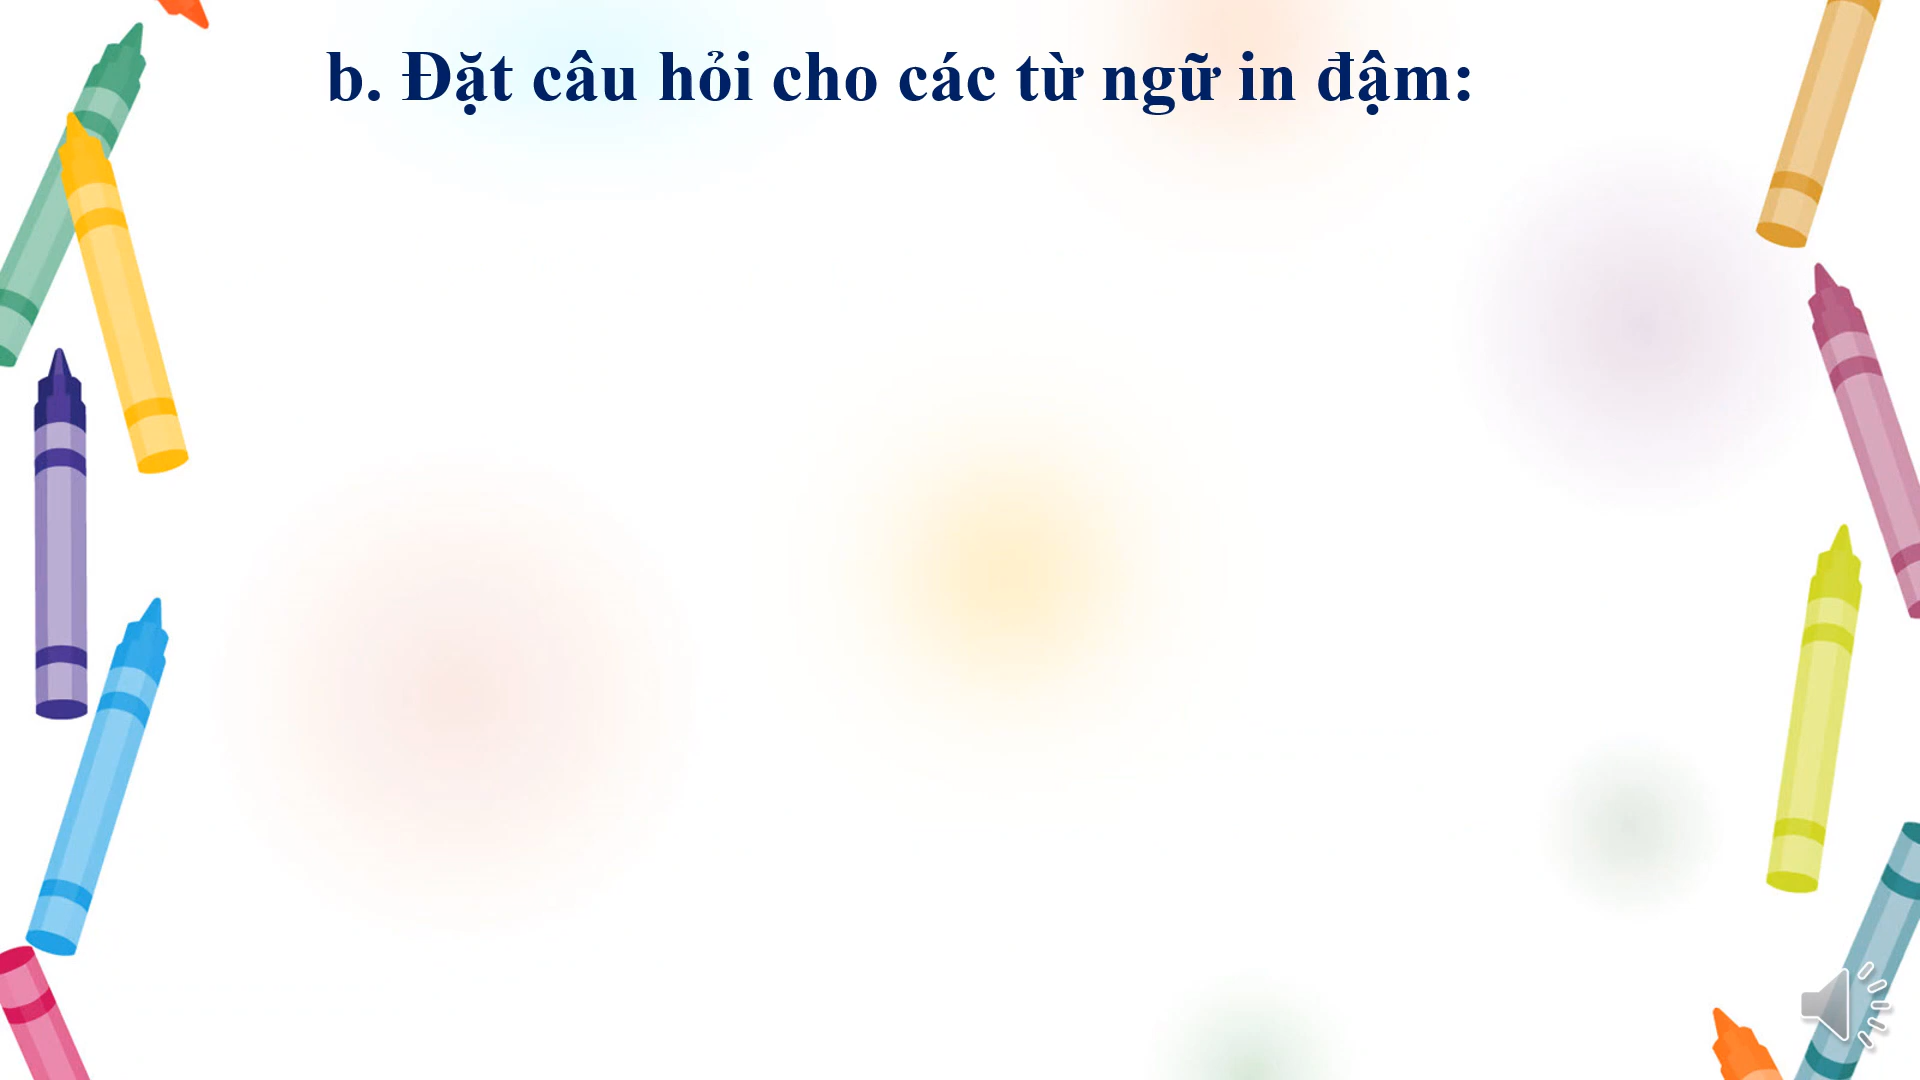 b. Đặt câu hỏi cho các từ ngữ in đậm: